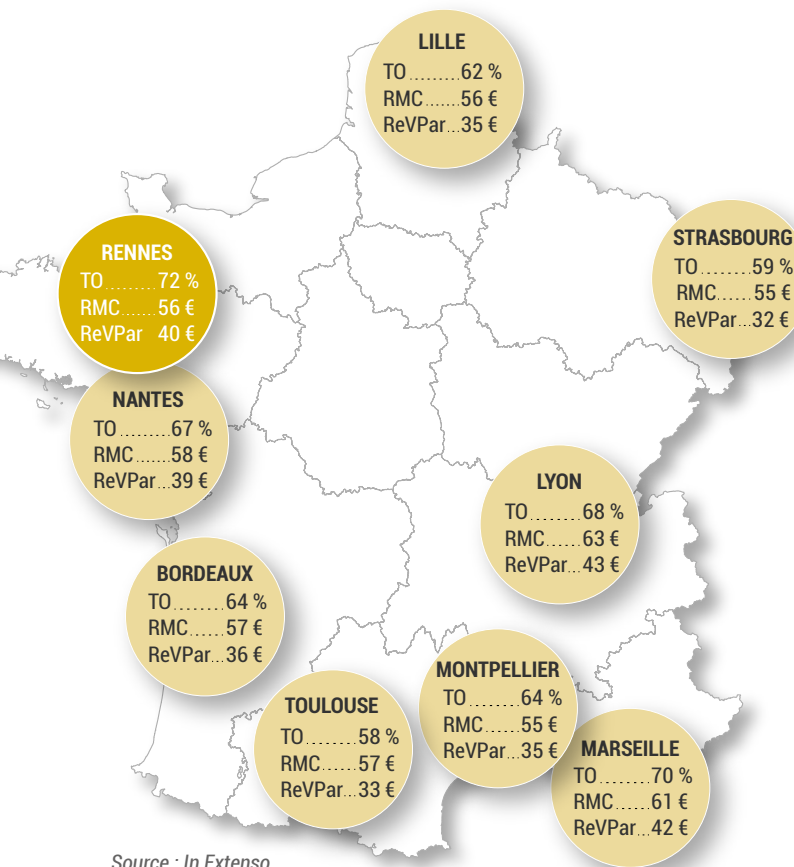 LILLE
TO.........62 %
RMC.......56 €
ReVPar...35 €
STRASBOURG
TO........59 %
RMC......55 €
ReVPar...32 €
RENNES
TO.........72 %
RMC.......56 €
ReVPar 40 €
NANTES
TO.........67 %
RMC.......58 €
ReVPar...39 €
LYON
TO.........68 %
RMC.......63 €
ReVPar...43 €
BORDEAUX
TO.........64 %
RMC.......57 €
ReVPar...36 €
MONTPELLIER
TO.........64 %
RMC.......55 €
ReVPar...35 €
TOULOUSE
TO.........58 %
RMC.......57 €
ReVPar...33 €
MARSEILLE
TO.........70 %
RMC.......61 €
ReVPar...42 €
Source : In Extenso